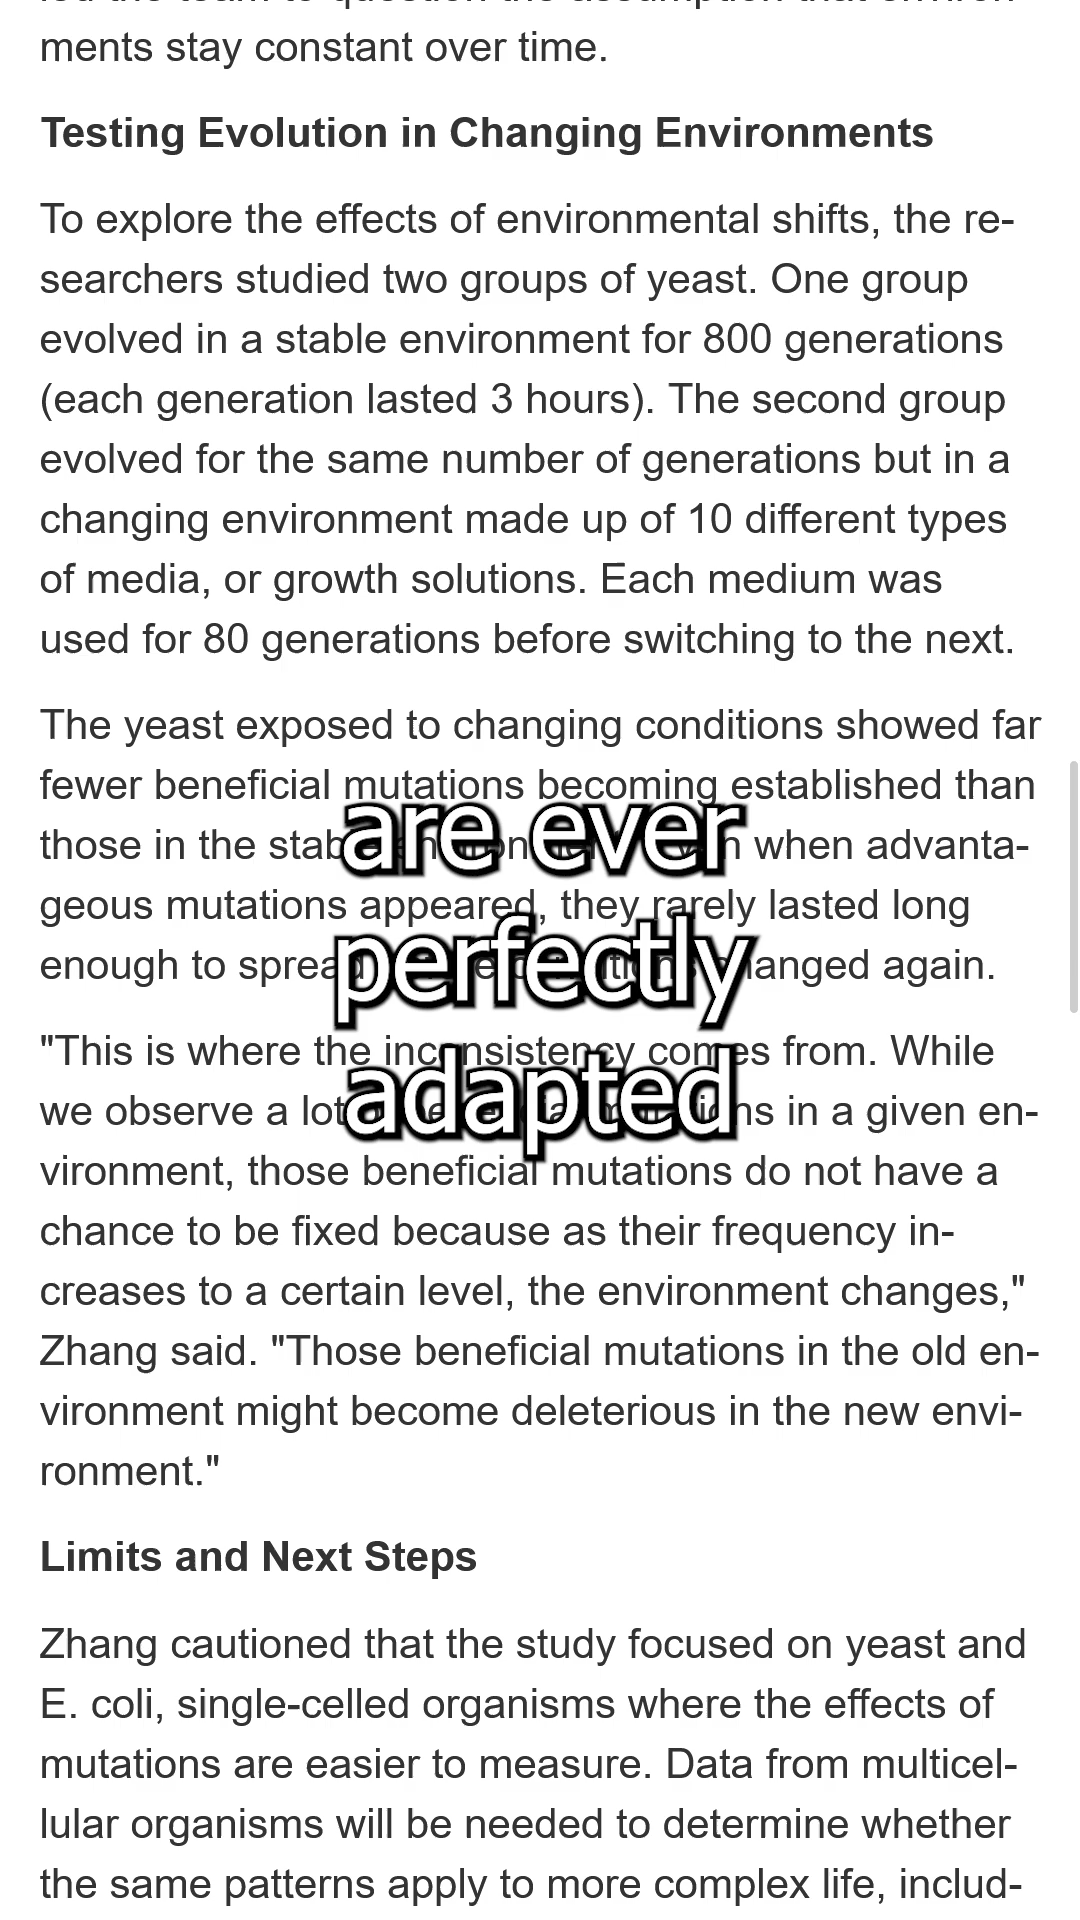 ments stay constant over time.
Testing Evolution in Changing Environments
To explore the effects of environmental shifts, the re-
searchers studied two groups of yeast. One group
evolved in a stable environment for 800 generations
(each generation lasted 3 hours). The second group
evolved for the same number of generations but in a
changing environment made up of 10 different types
of media, or growth solutions. Each medium was
used for 80 generations before switching to the next.
The yeast exposed to changing conditions showed far
fewer beneficial mutations becoming established than
those in the when advanta-
geous mutations appeared, they rarely lasted long
enough to changed again.
are ever
perfectly
adapted
"This is where the inconsistency comes from. While
we observe a lot in a given en-
vironment, those beneficial mutations do not have a
chance to be fixed because as their frequency in-
creases to a certain level, the environment changes,"
Zhang said. "Those beneficial mutations in the old en-
vironment might become deleterious in the new envi-
ronment."
Limits and Next Steps
Zhang cautioned that the study focused on yeast and
E. coli, single-celled organisms where the effects of
mutations are easier to measure. Data from multicel-
lular organisms will be needed to determine whether
the same patterns apply to more complex life, includ-